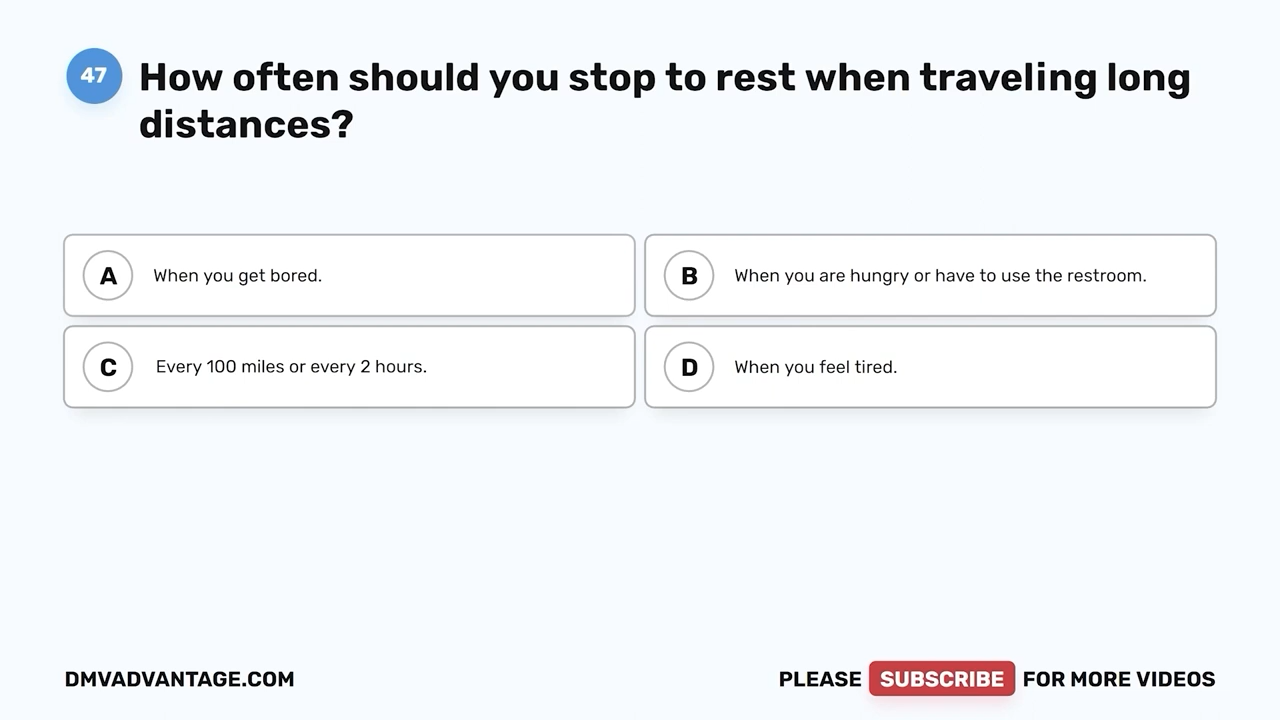 47
How often should you stop to rest when traveling long
distances?
A
When you get bored.
B
When you are hungry or have to use the restroom.
C
Every 100 miles or every 2 hours.
D
When you feel tired.
DMVADVANTAGE.COM
PLEASE SUBSCRIBE FOR MORE VIDEOS